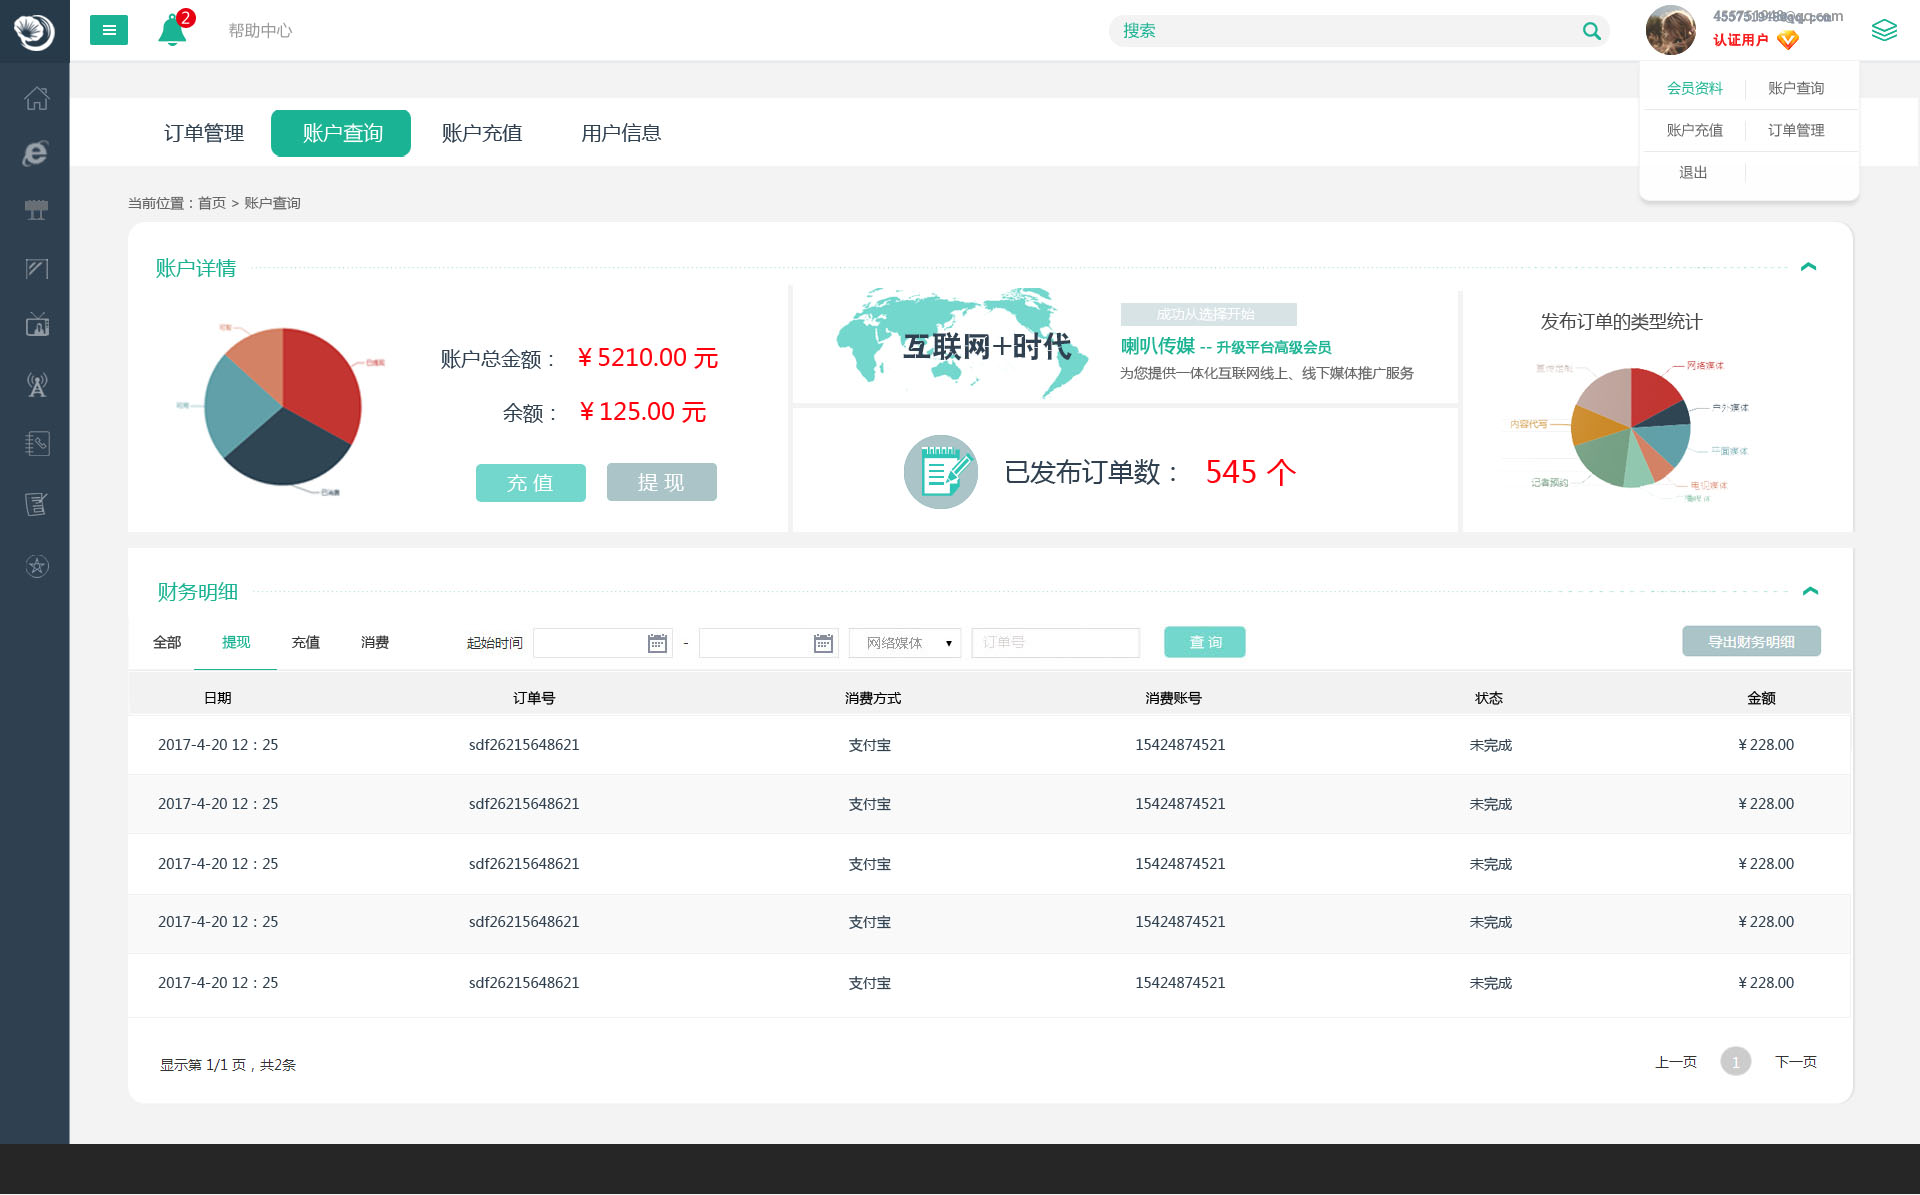 2
帮助中心
搜索
认证用户
会员资料 账户查询
账户充值 订单管理
退出
订单管理 账户查询 账户充值 用户信息
当前位置：首页 > 账户查询
账户详情
账户总金额： ￥5210.00 元
余额： ￥125.00 元
充 值 提 现
互联网+时代
成功从选择开始
喇叭传媒 -- 升级平台高级会员
为您提供一体化互联网线上、线下媒体推广服务
已发布订单数： 545 个
发布订单的类型统计
网络媒体
户外媒体
平面媒体
电视媒体
记者预约
内容代写
财务明细
全部 提现 充值 消费 起始时间 - 网络媒体 订单号 查 询 导出财务明细
日期 订单号 消费方式 消费账号 状态 金额
2017-4-20 12：25 sdf26215648621 支付宝 15424874521 未完成 ￥228.00
2017-4-20 12：25 sdf26215648621 支付宝 15424874521 未完成 ￥228.00
2017-4-20 12：25 sdf26215648621 支付宝 15424874521 未完成 ￥228.00
2017-4-20 12：25 sdf26215648621 支付宝 15424874521 未完成 ￥228.00
2017-4-20 12：25 sdf26215648621 支付宝 15424874521 未完成 ￥228.00
显示第 1/1 页，共2条
上一页 1 下一页